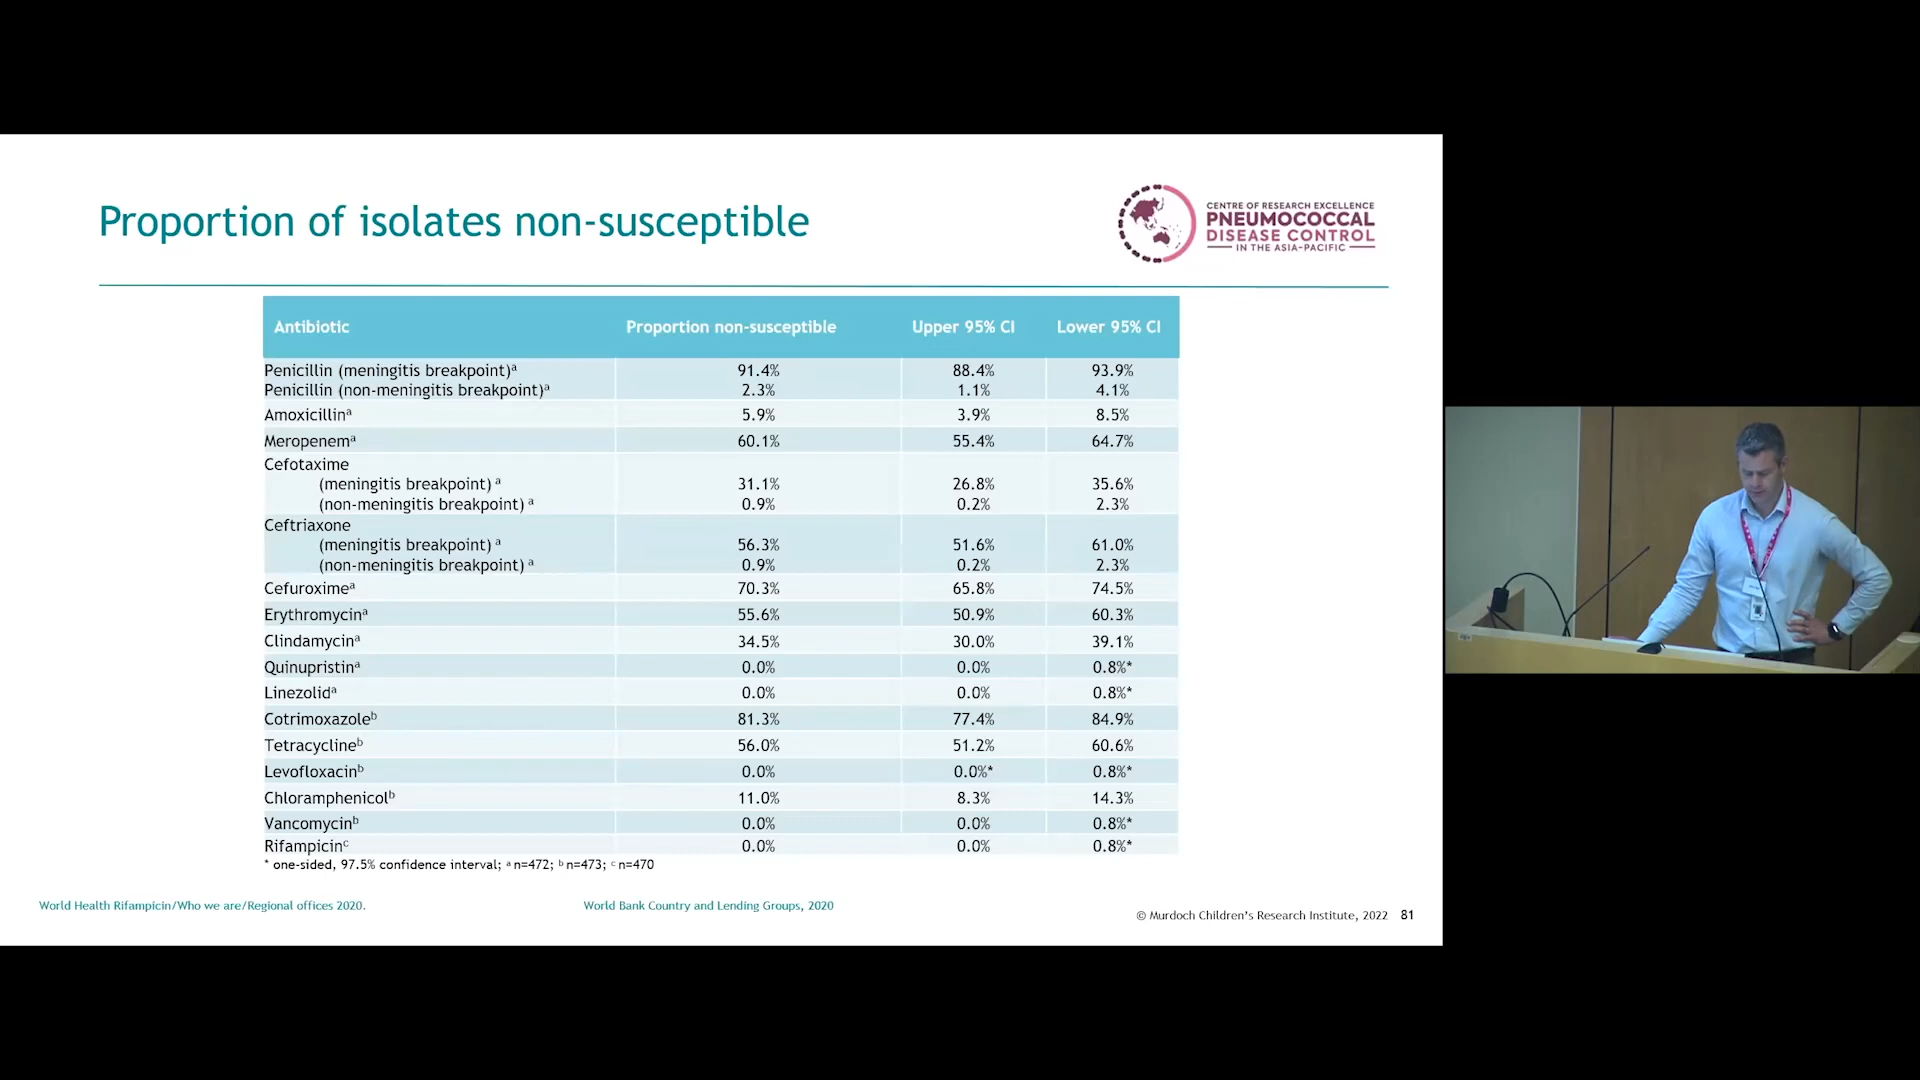 Proportion of isolates non-susceptible
CENTRE OF RESEARCH EXCELLENCE
PNEUMOCOCCAL
DISEASE CONTROL
IN THE ASIA-PACIFIC
Antibiotic Proportion non-susceptible Upper 95% CI Lower 95% CI
Penicillin (meningitis breakpoint)ᵃ 91.4% 88.4% 93.9%
Penicillin (non-meningitis breakpoint)ᵃ 2.3% 1.1% 4.1%
Amoxicillinᵃ 5.9% 3.9% 8.5%
Meropenemᵃ 60.1% 55.4% 64.7%
Cefotaxime
(meningitis breakpoint) ᵃ 31.1% 26.8% 35.6%
(non-meningitis breakpoint) ᵃ 0.9% 0.2% 2.3%
Ceftriaxone
(meningitis breakpoint) ᵃ 56.3% 51.6% 61.0%
(non-meningitis breakpoint) ᵃ 0.9% 0.2% 2.3%
Cefuroximeᵃ 70.3% 65.8% 74.5%
Erythromycinᵃ 55.6% 50.9% 60.3%
Clindamycinᵃ 34.5% 30.0% 39.1%
Quinupristinᵃ 0.0% 0.0% 0.8%*
Linezolidᵃ 0.0% 0.0% 0.8%*
Cotrimoxazoleᵇ 81.3% 77.4% 84.9%
Tetracyclineᵇ 56.0% 51.2% 60.6%
Levofloxacinᵇ 0.0% 0.0%* 0.8%*
Chloramphenicolᵇ 11.0% 8.3% 14.3%
Vancomycinᵇ 0.0% 0.0% 0.8%*
Rifampicinᶜ 0.0% 0.0% 0.8%*
* one-sided, 97.5% confidence interval; ᵃ n=472; ᵇ n=473; ᶜ n=470
World Health Rifampicin/Who we are/Regional offices 2020. World Bank Country and Lending Groups, 2020
© Murdoch Children's Research Institute, 2022 81